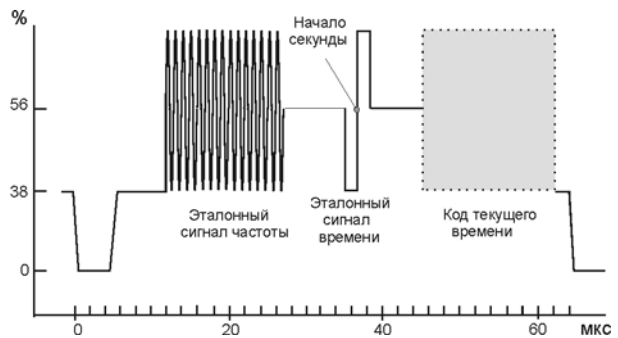 %
Начало
секунды
56
38
Эталонный
сигнал частоты
Эталонный
сигнал
времени
Код текущего
времени
0
0
20
40
60
мкс